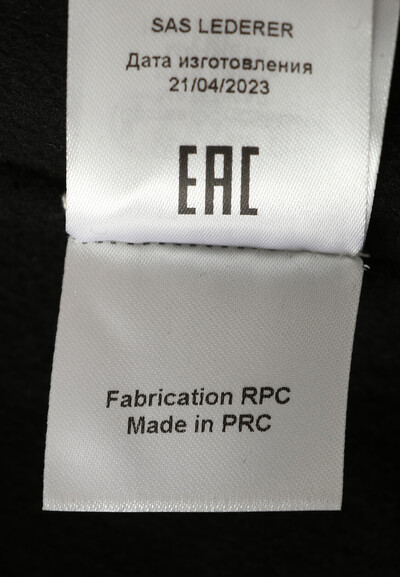 SAS LEDERER
Дата изготовления
21/04/2023
EAC
Fabrication RPC
Made in PRC